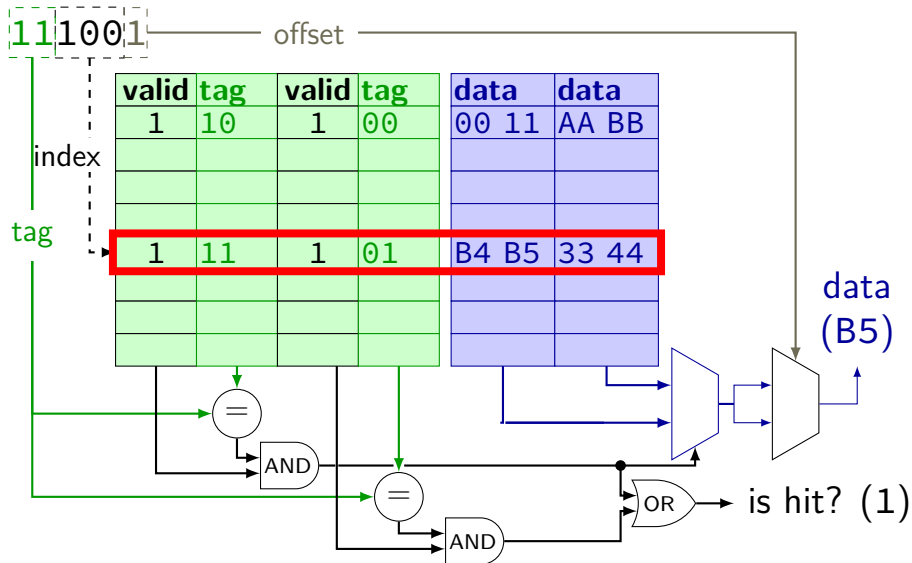 111001
offset
valid tag valid tag data data
1 10 1 00 00 11 AA BB
index
tag
1 11 1 01 B4 B5 33 44
data
(B5)
=
AND
=
OR
is hit? (1)
AND